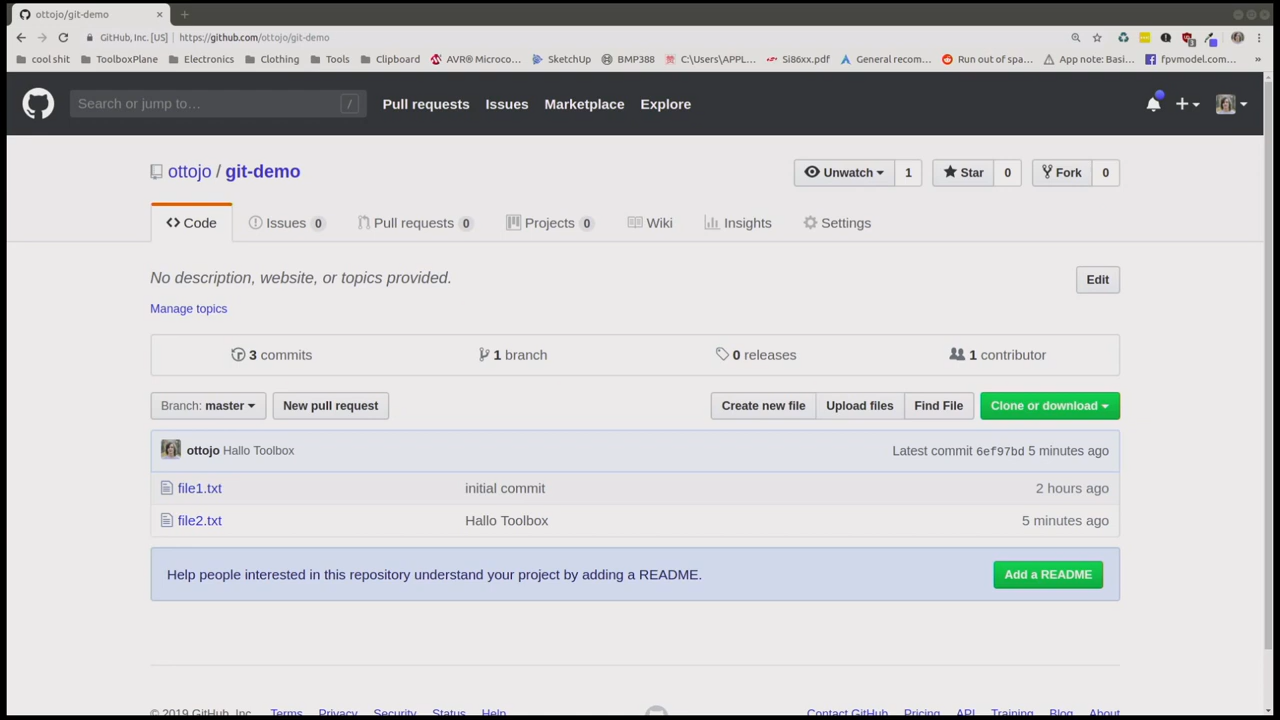 ottojo/git-demo
GitHub, Inc. [US] https://github.com/ottojo/git-demo
cool shit ToolboxPlane Electronics Clothing Tools Clipboard AVR® Microco... SketchUp BMP388 C:\Users\APPL... Si86xx.pdf General recom... Run out of spa... App note: Basi... fpvmodel.com... »
Search or jump to... / Pull requests Issues Marketplace Explore
ottojo / git-demo Unwatch 1 Star 0 Fork 0
Code Issues 0 Pull requests 0 Projects 0 Wiki Insights Settings
No description, website, or topics provided. Edit
Manage topics
3 commits 1 branch 0 releases 1 contributor
Branch: master New pull request Create new file Upload files Find File Clone or download
ottojo Hallo Toolbox Latest commit 6ef97bd 5 minutes ago
file1.txt initial commit 2 hours ago
file2.txt Hallo Toolbox 5 minutes ago
Help people interested in this repository understand your project by adding a README. Add a README
© 2019 GitHub, Inc. Terms Privacy Security Status Help Contact GitHub Pricing API Training Blog About